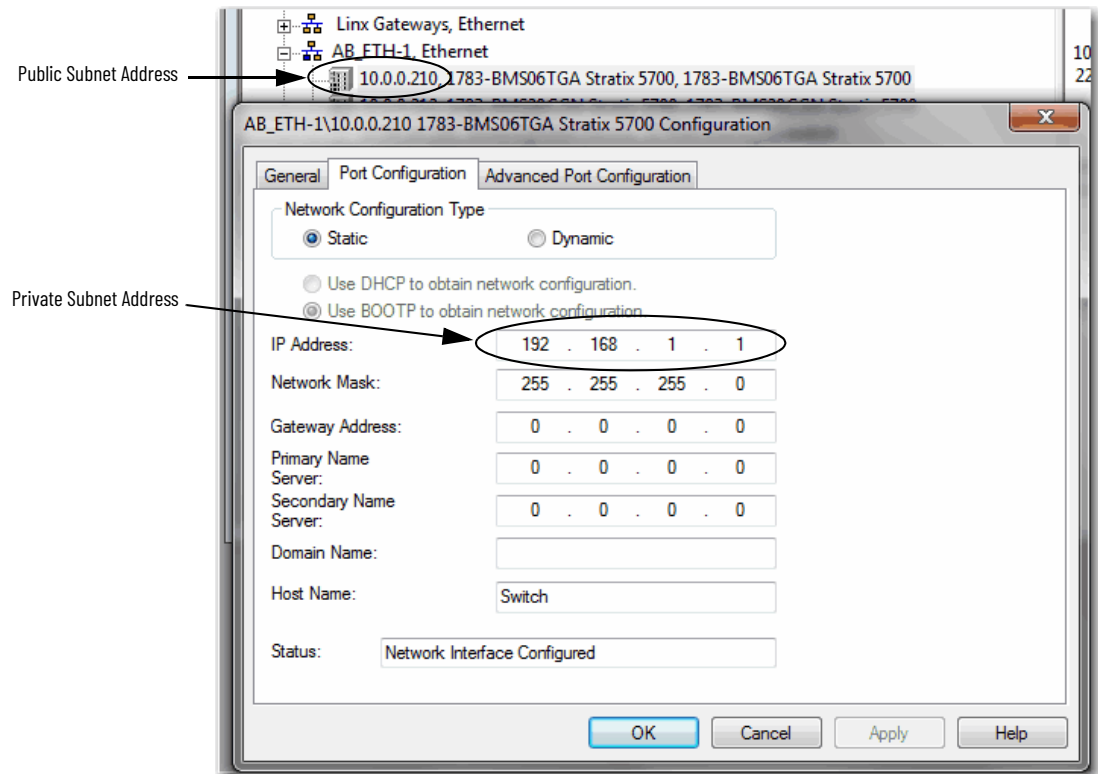 Linx Gateways, Ethernet
AB_ETH-1, Ethernet
10
Public Subnet Address
10.0.0.210, 1783-BMS06TGA Stratix 5700, 1783-BMS06TGA Stratix 5700
22
AB_ETH-1\10.0.0.210 1783-BMS06TGA Stratix 5700 Configuration
General Port Configuration Advanced Port Configuration
Network Configuration Type
Static Dynamic
Use DHCP to obtain network configuration.
Private Subnet Address
Use BOOTP to obtain network configuration.
IP Address: 192 . 168 . 1 . 1
Network Mask: 255 . 255 . 255 . 0
Gateway Address: 0 . 0 . 0 . 0
Primary Name
Server: 0 . 0 . 0 . 0
Secondary Name
Server: 0 . 0 . 0 . 0
Domain Name:
Host Name: Switch
Status: Network Interface Configured
OK Cancel Apply Help